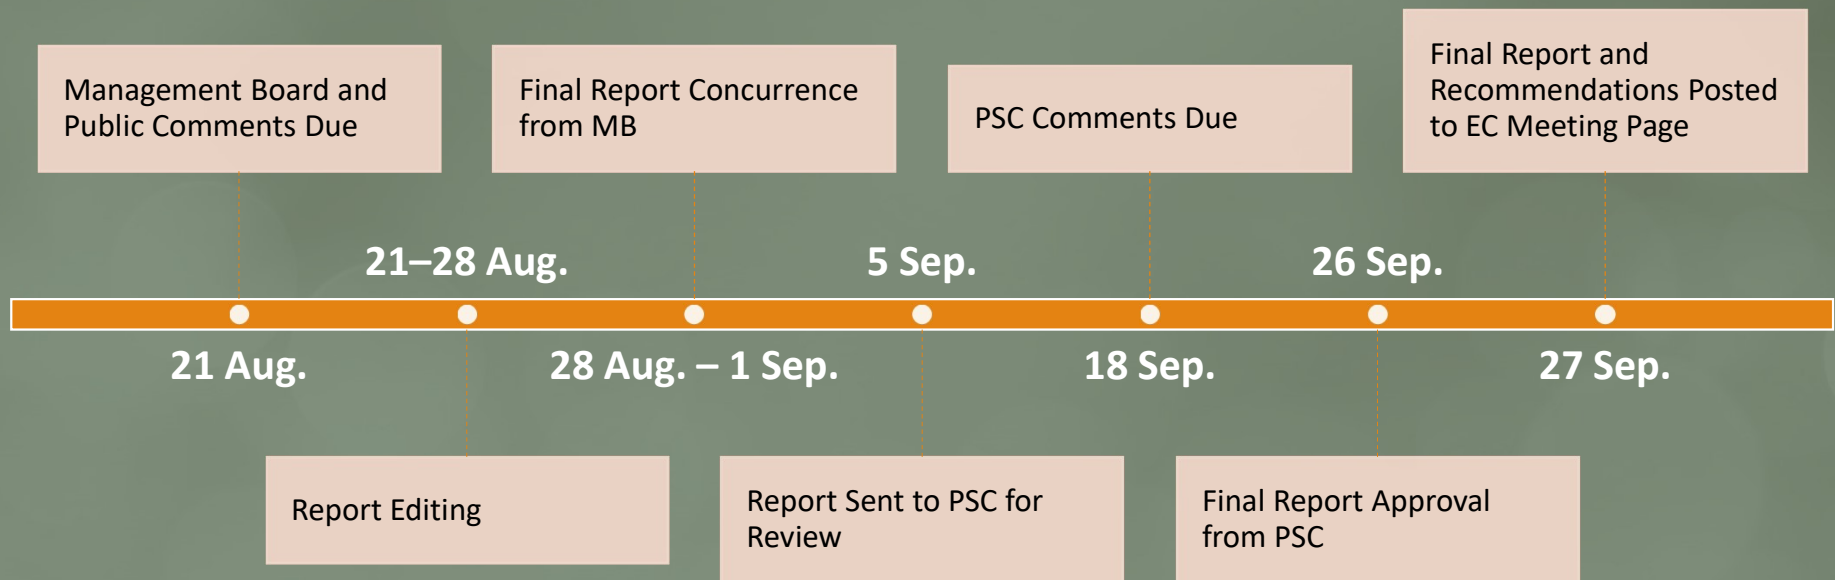 Management Board and
Public Comments Due
21 Aug.
21–28 Aug.
Report Editing
Final Report Concurrence
from MB
28 Aug. – 1 Sep.
5 Sep.
Report Sent to PSC for
Review
PSC Comments Due
18 Sep.
26 Sep.
Final Report Approval
from PSC
Final Report and
Recommendations Posted
to EC Meeting Page
27 Sep.